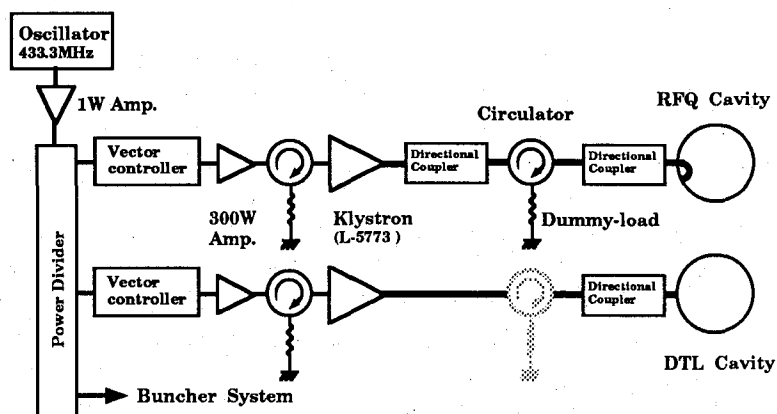 Oscillator
433.3MHz
1W Amp.
Circulator
RFQ Cavity
Vector
controller
Directional
Coupler
Directional
Coupler
300W
Amp.
Klystron
(L-5773 )
Dummy-load
Power Divider
Vector
controller
Directional
Coupler
DTL Cavity
Buncher System